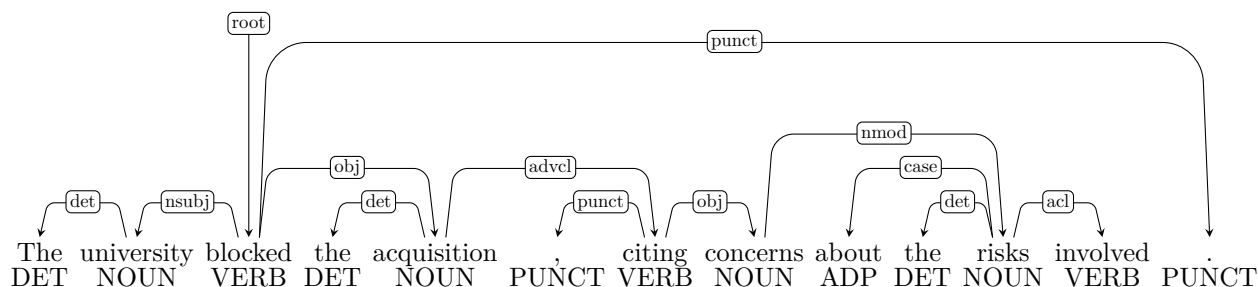 root
punct
nmod
obj advcl case
det nsubj det punct obj det acl
The university blocked the acquisition , citing concerns about the risks involved .
DET NOUN VERB DET NOUN PUNCT VERB NOUN ADP DET NOUN VERB PUNCT